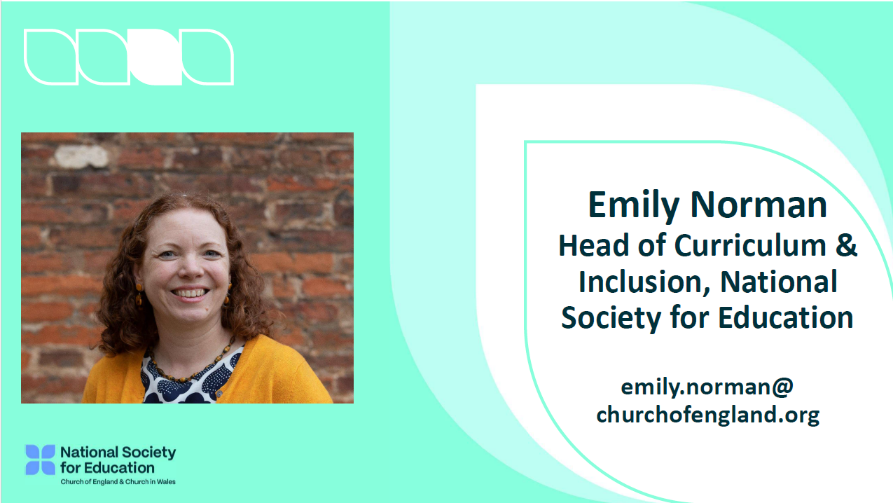 Emily Norman
Head of Curriculum &
Inclusion, National
Society for Education
emily.norman@
churchofengland.org
National Society
for Education
Church of England & Church in Wales